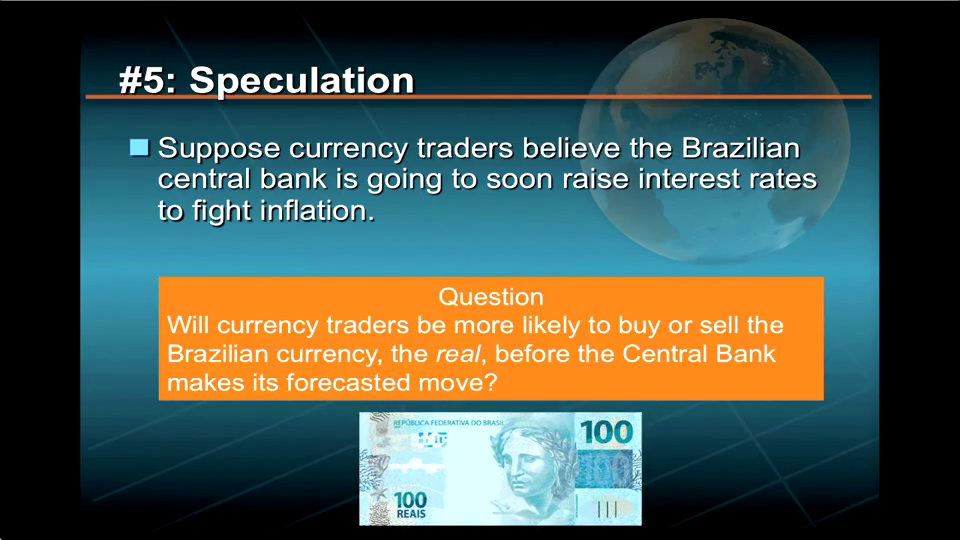 #5: Speculation
Suppose currency traders believe the Brazilian
central bank is going to soon raise interest rates
to fight inflation.
Question
Will currency traders be more likely to buy or sell the
Brazilian currency, the real, before the Central Bank
makes its forecasted move?
REPÚBLICA FEDERATIVA DO BRASIL
100
100
REAIS